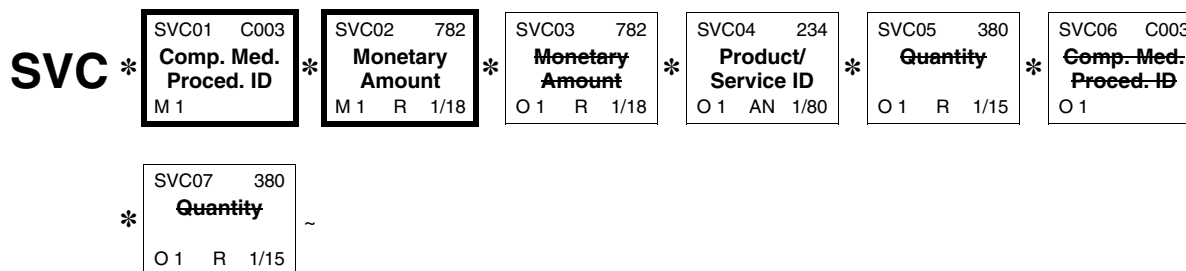 SVC * SVC01 C003 * SVC02 782 * SVC03 782 * SVC04 234 * SVC05 380 * SVC06 C003
Comp. Med. Monetary Monetary Product/ Quantity Comp. Med.
Proced. ID Amount Amount Service ID Proced. ID
M 1 M 1 R 1/18 O 1 R 1/18 O 1 AN 1/80 O 1 R 1/15 O 1
* SVC07 380 ~
Quantity
O 1 R 1/15